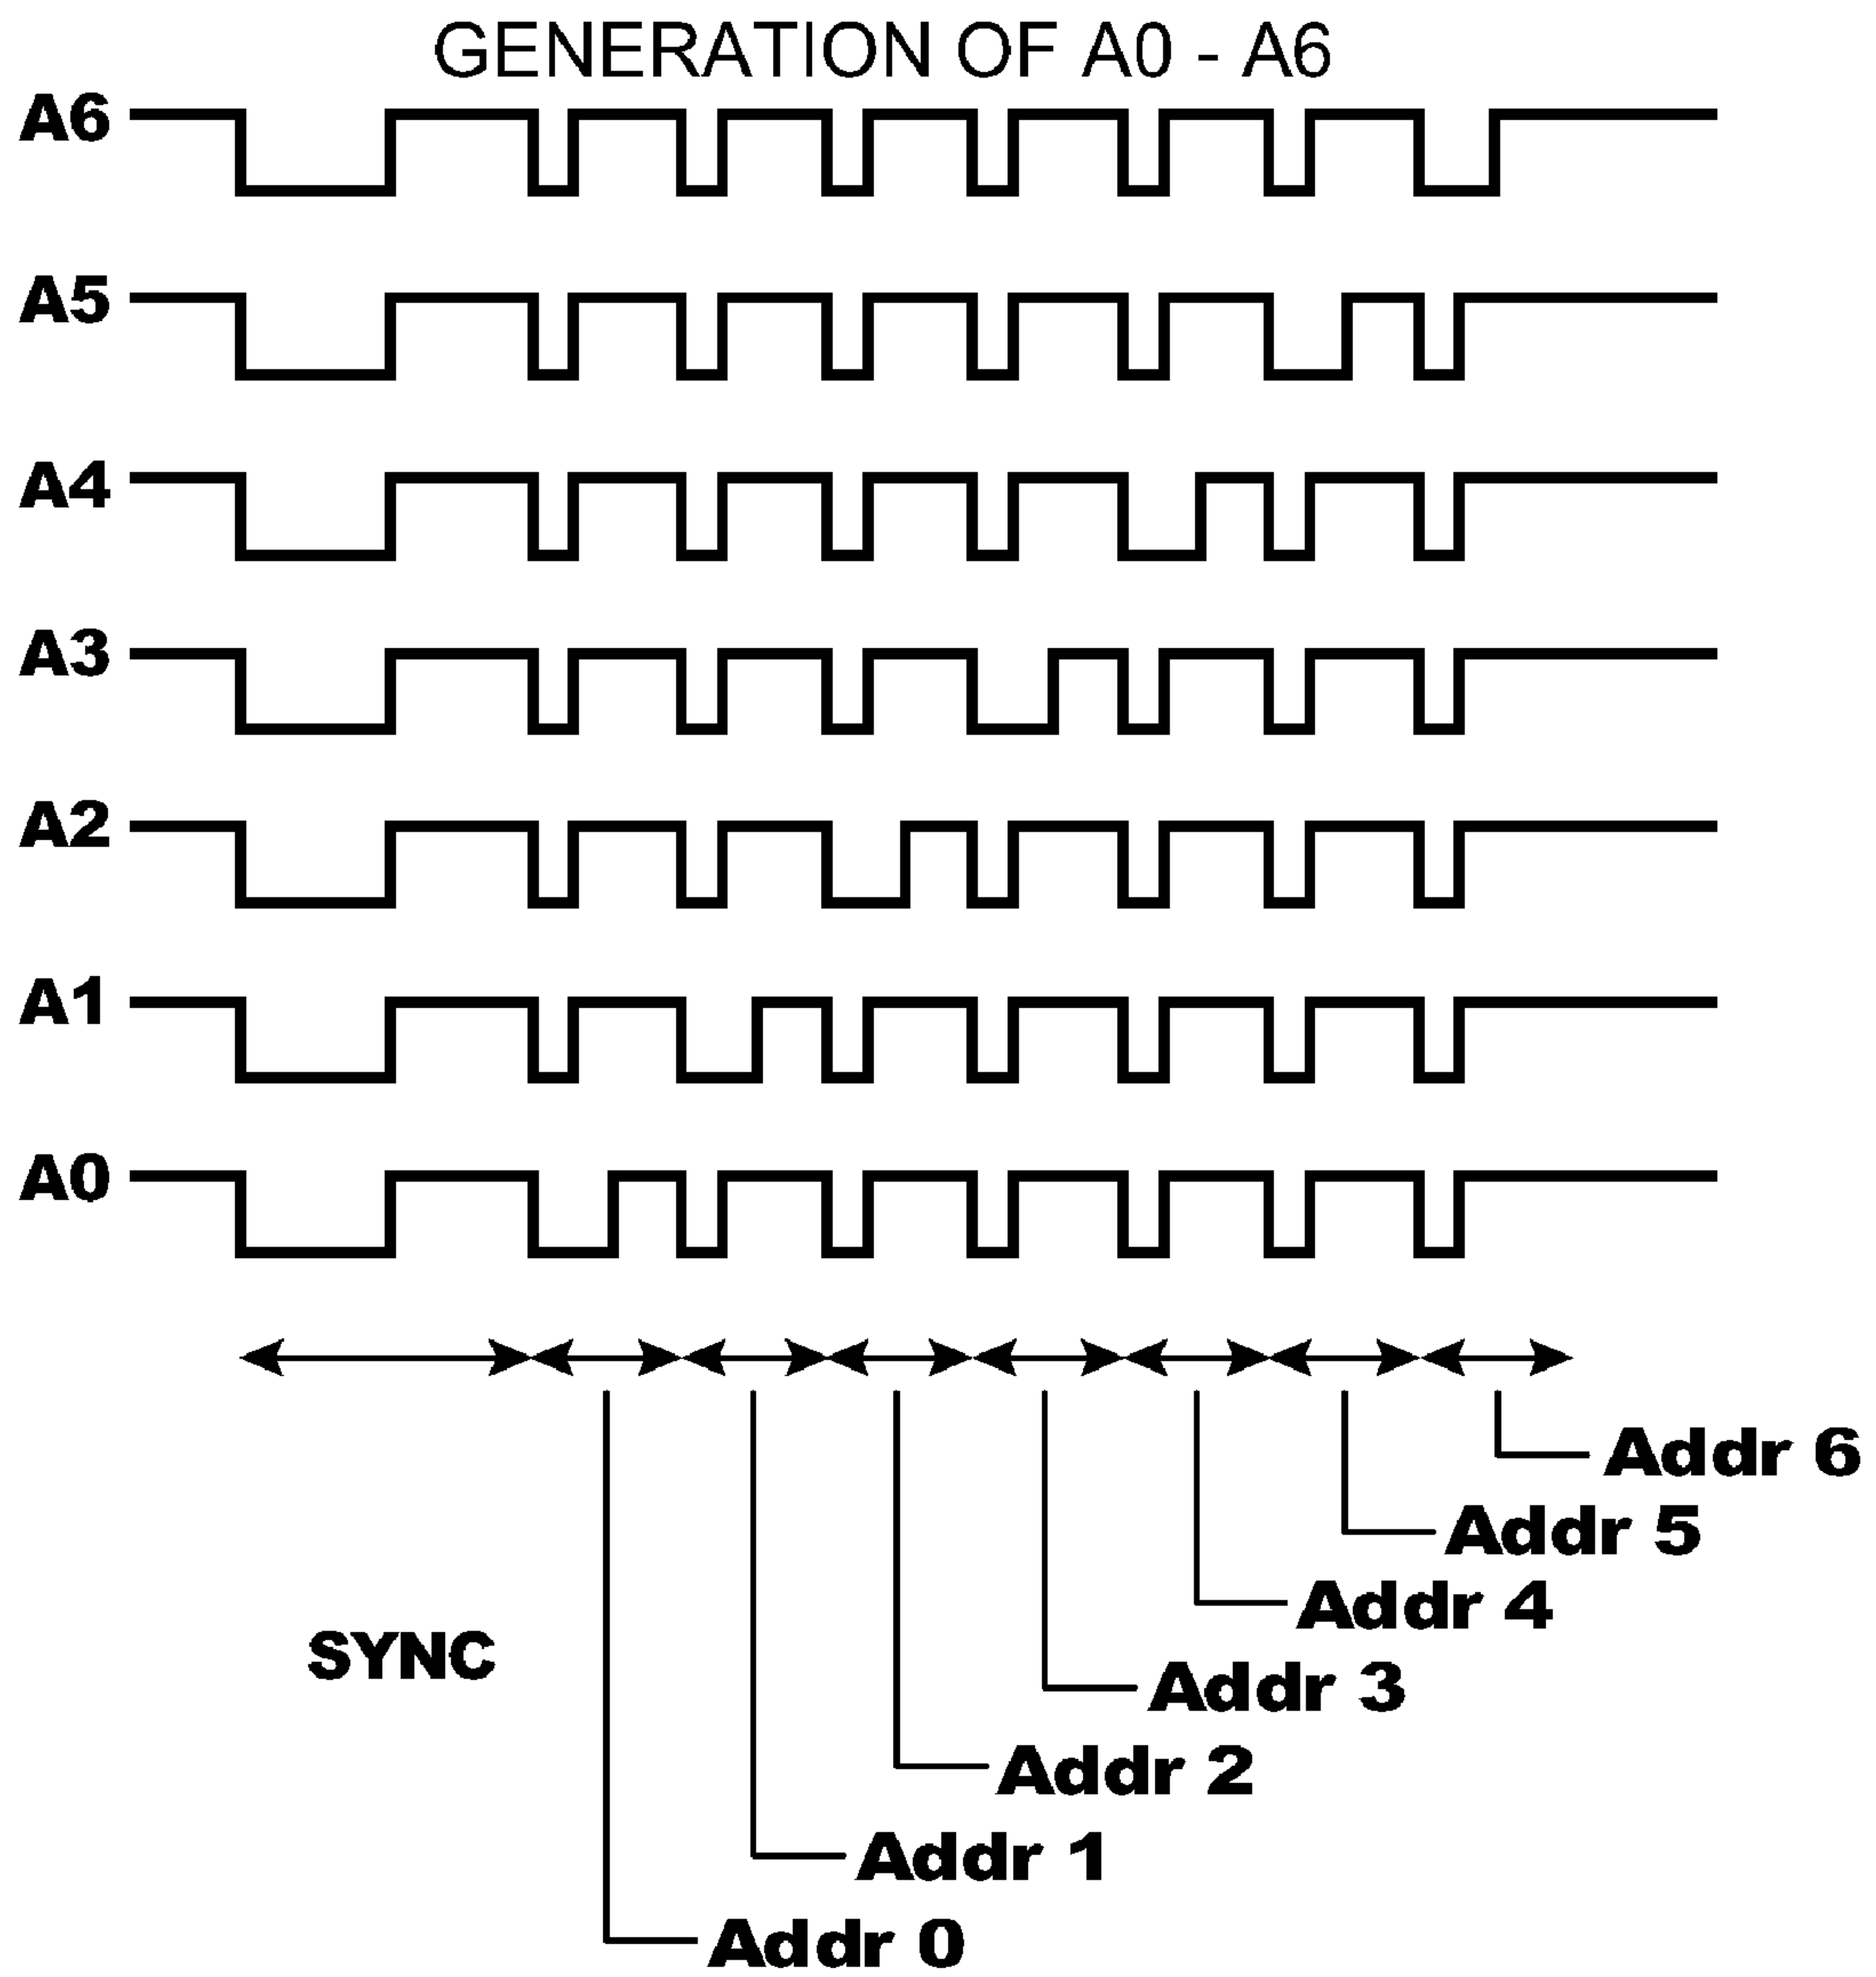 GENERATION OF A0 - A6
A6
A5
A4
A3
A2
A1
A0
Addr 6
Addr 5
Addr 4
SYNC
Addr 3
Addr 2
Addr 1
Addr 0